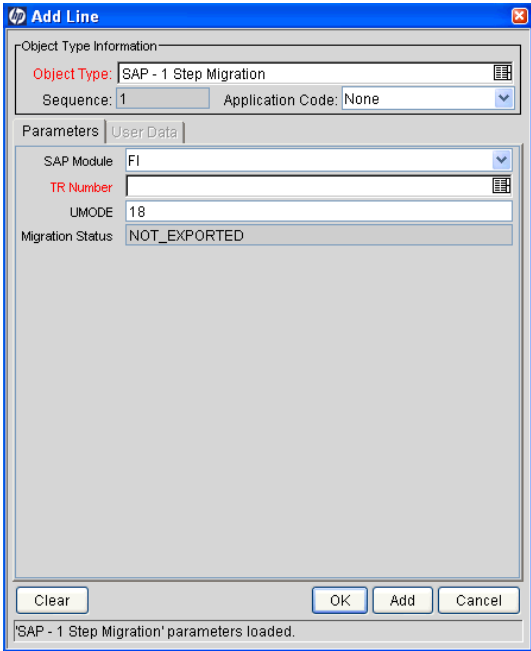 hp Add Line
Object Type Information
Object Type: SAP - 1 Step Migration
Sequence: 1 Application Code: None
Parameters User Data
SAP Module FI
TR Number
UMODE 18
Migration Status NOT_EXPORTED
Clear OK Add Cancel
'SAP - 1 Step Migration' parameters loaded.